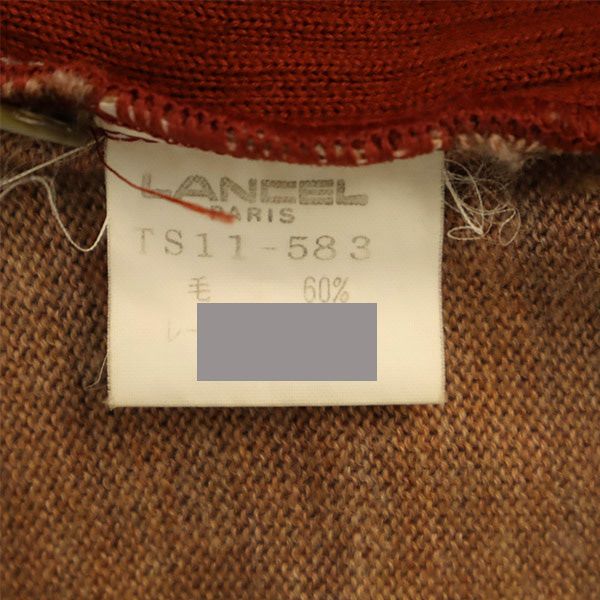 LANCEL
PARIS
TS11-583
毛 60%